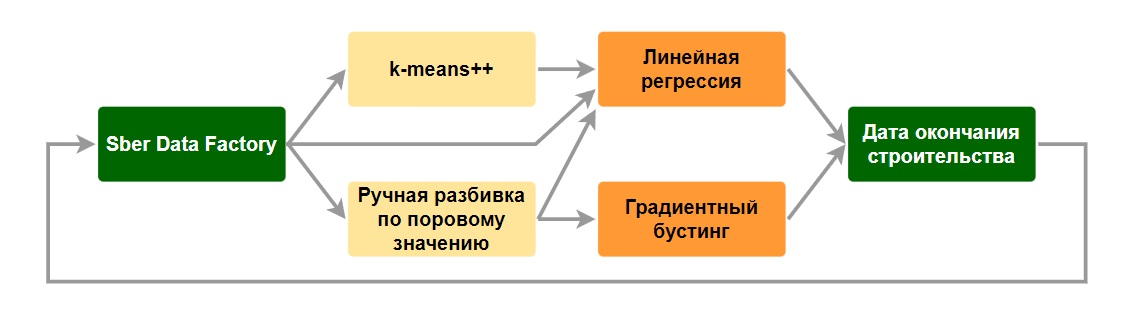 k-means++
Линейная
регрессия
Sber Data Factory
Дата окончания
строительства
Ручная разбивка
по поровому
значению
Градиентный
бустинг